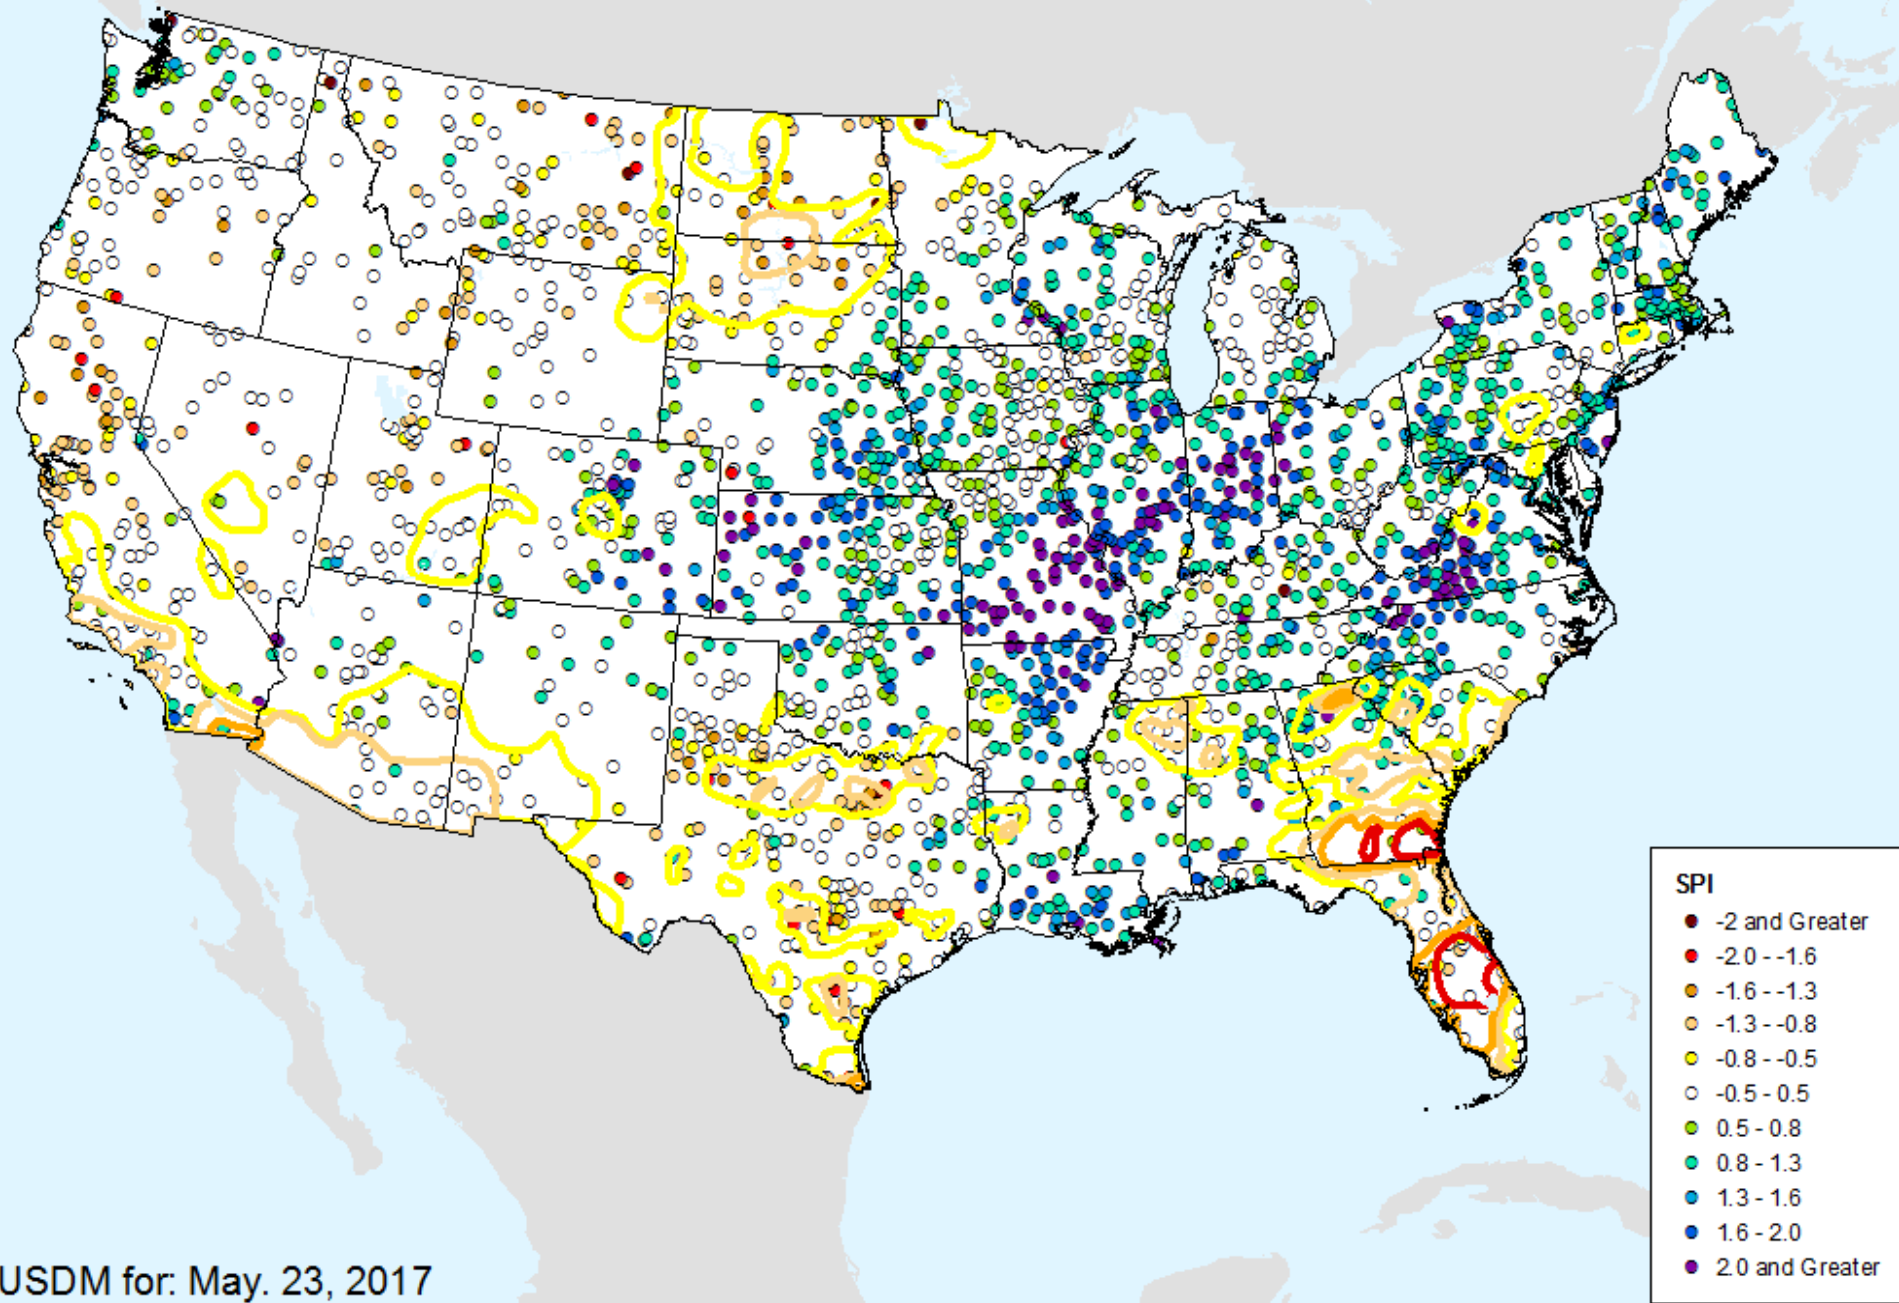 SPI
-2 and Greater
-2.0 - -1.6
-1.6 - -1.3
-1.3 - -0.8
-0.8 - -0.5
-0.5 - 0.5
0.5 - 0.8
0.8 - 1.3
1.3 - 1.6
1.6 - 2.0
2.0 and Greater
USDM for: May. 23, 2017